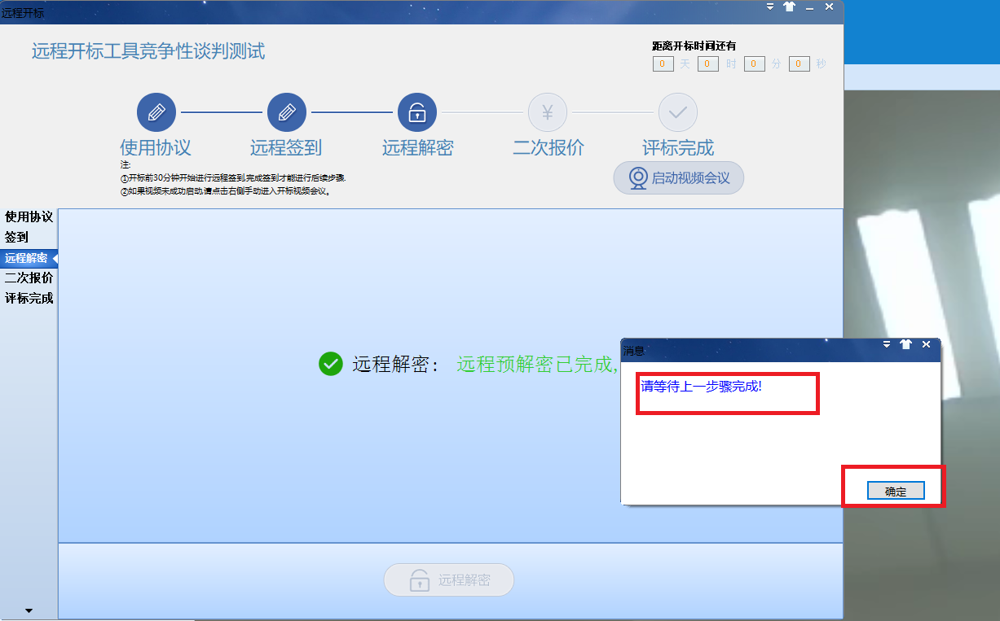 远程开标
远程开标工具竞争性谈判测试
距离开标时间还有
0 天 0 时 0 分 0 秒
¥
使用协议 远程签到 远程解密 二次报价 评标完成
注:
①开标前30分钟开始进行远程签到,完成签到才能进行后续步骤.
②如果视频未成功启动,请点击右侧手动进入开标视频会议。
启动视频会议
使用协议
签到
远程解密
二次报价
评标完成
远程解密: 远程预解密已完成,
消息
请等待上一步骤完成!
确定
远程解密